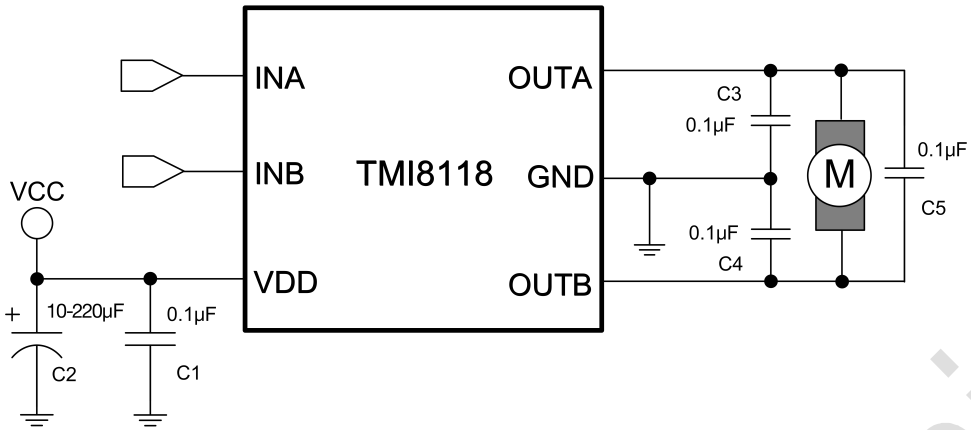 INA
OUTA
C3
0.1µF
0.1µF
INB
TMI8118
GND
M
VCC
C5
0.1µF
C4
VDD
OUTB
+
10-220µF
0.1µF
C2
C1